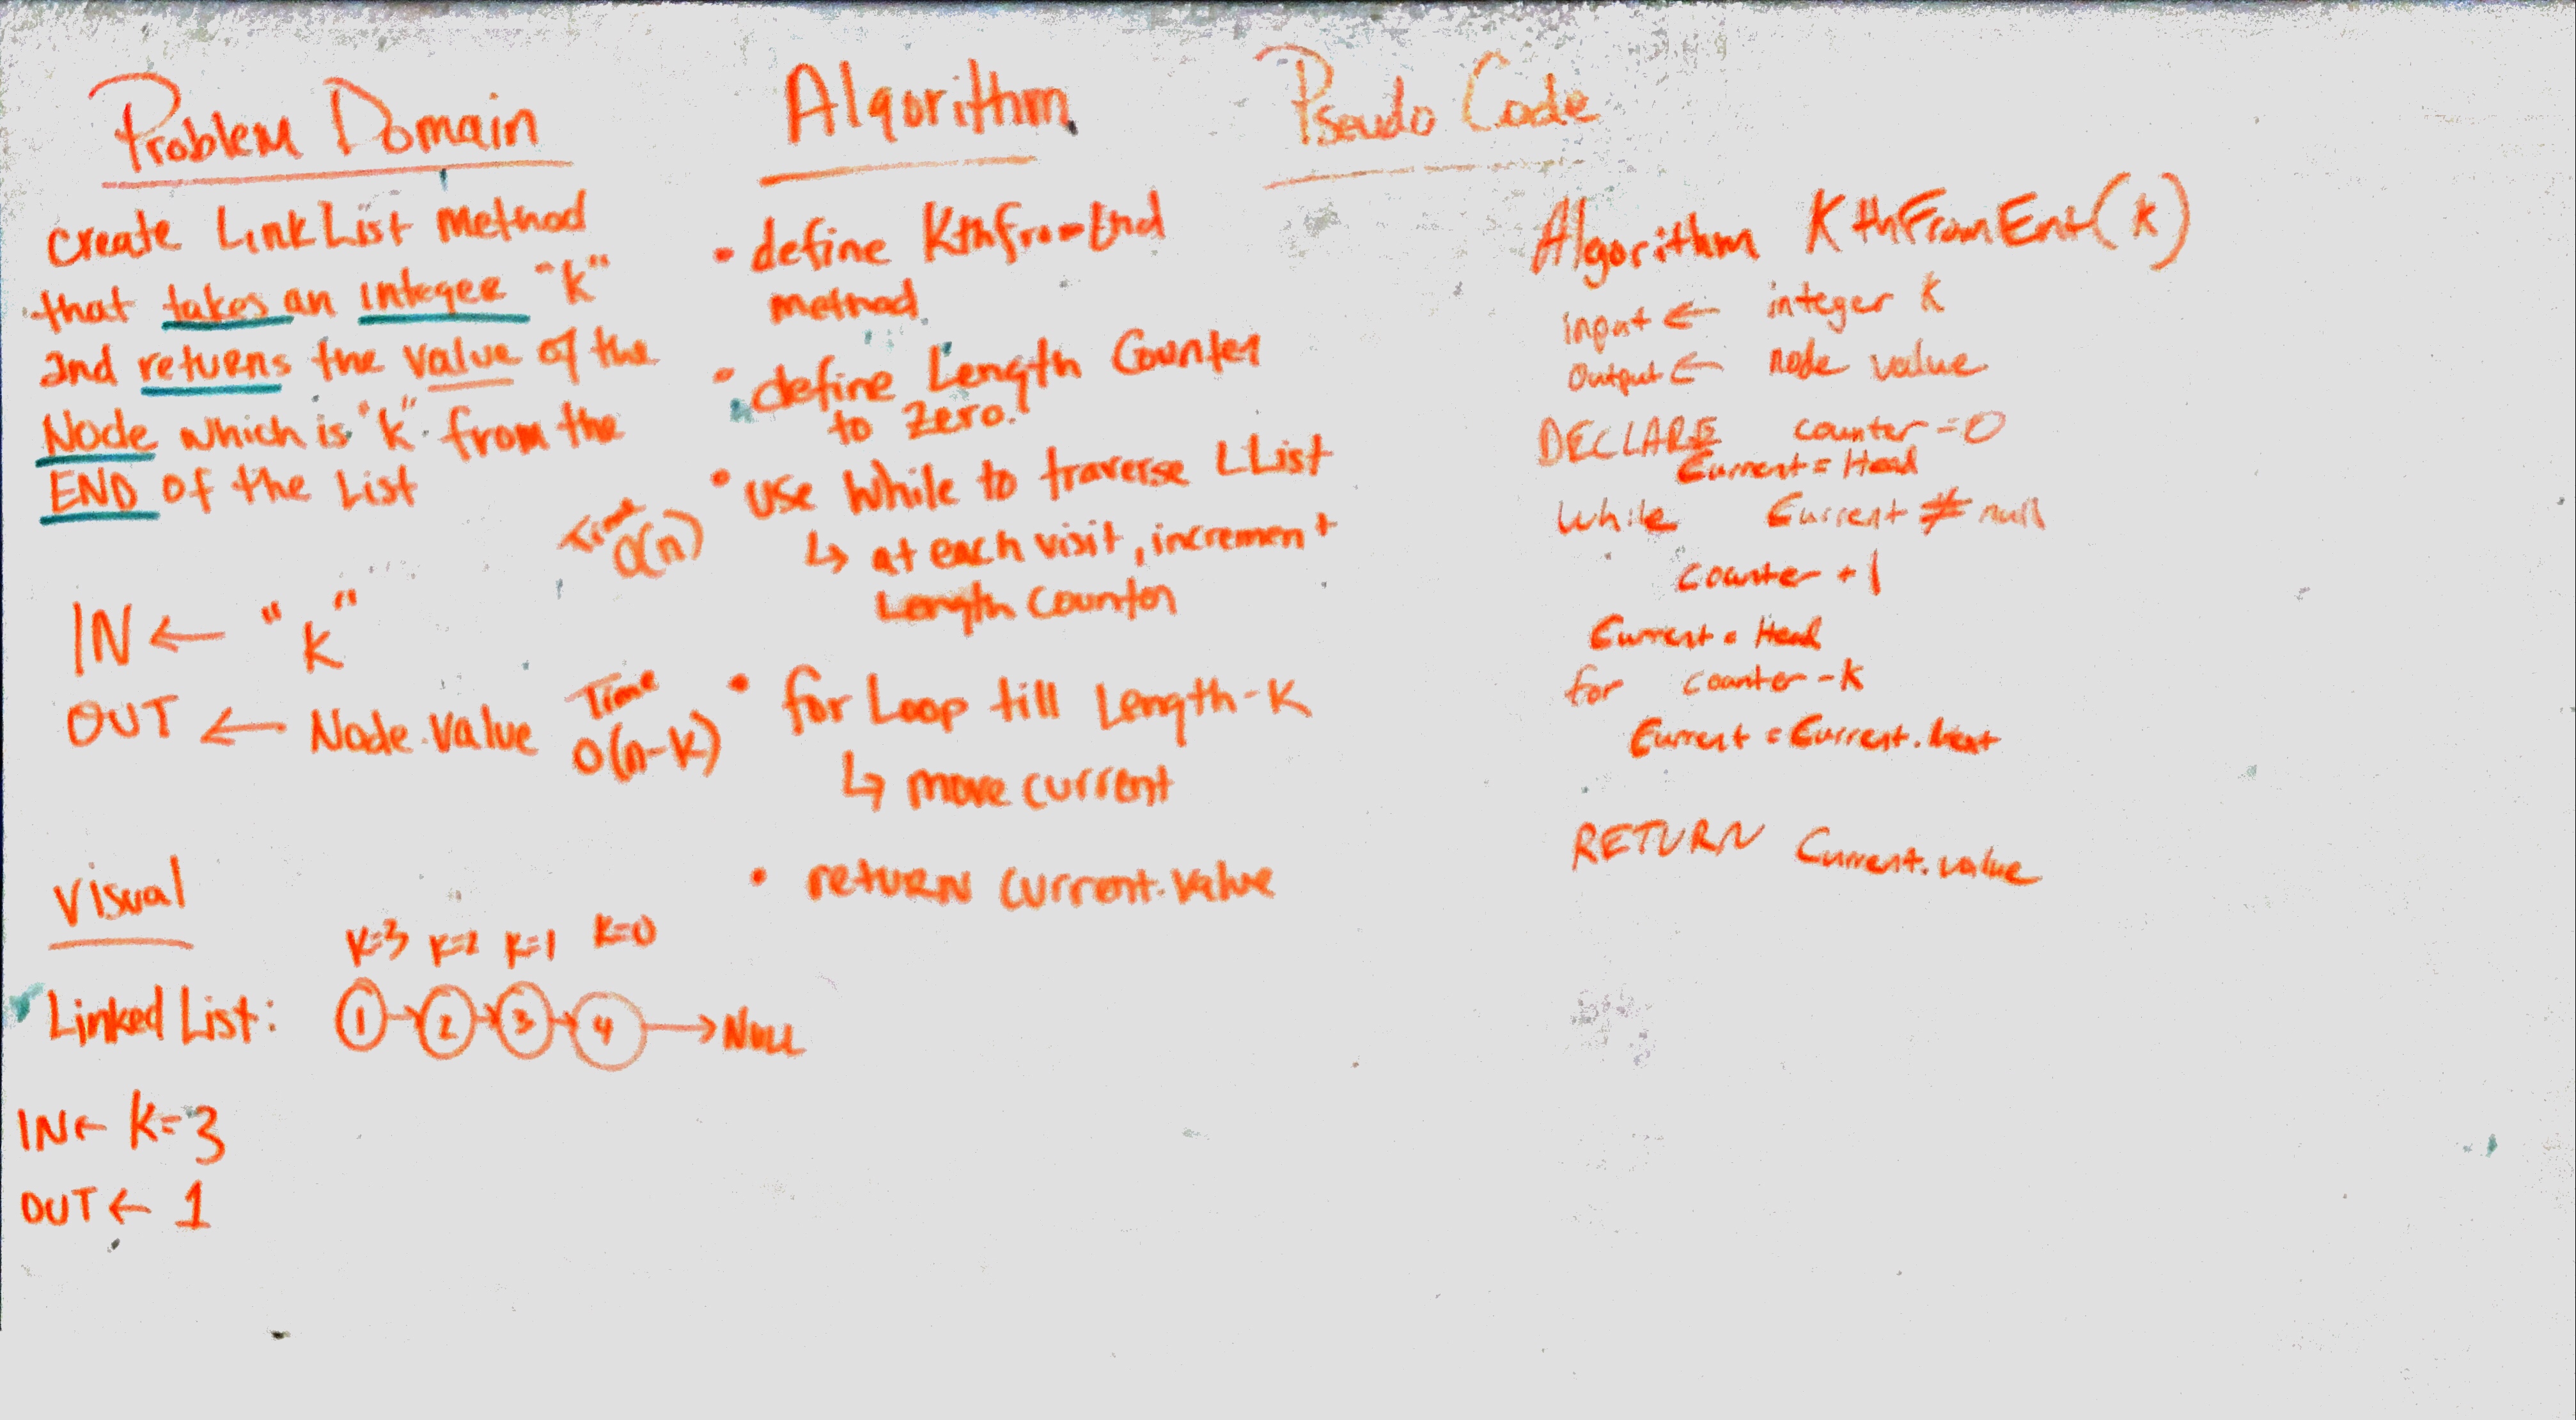 Problem Domain
create LinkList method
that takes an integer "k"
and returns the value of the
Node which is "k" from the
END of the List
IN ← "k"
OUT ← Node.value
Visual
K=3 K=2 K=1 K=0
Linked List: 1 → 2 → 3 → 4 → NULL
IN ← K=3
OUT ← 1
Algorithm
• define KthfromEnd
method
• define Length Counter
to Zero.
Time
O(n)
• use While to traverse LList
↳ at each visit, increment
Length Counter
Time
O(n-k)
• for Loop till Length-K
↳ move current
• return current.value
Pseudo Code
Algorithm KthFromEnt(k)
input ← integer k
Output ← node value
DECLARE counter = 0
Current = Head
While Current ≠ null
counter + 1
Current = Head
for counter - K
Current = Current.Next
RETURN Current.value